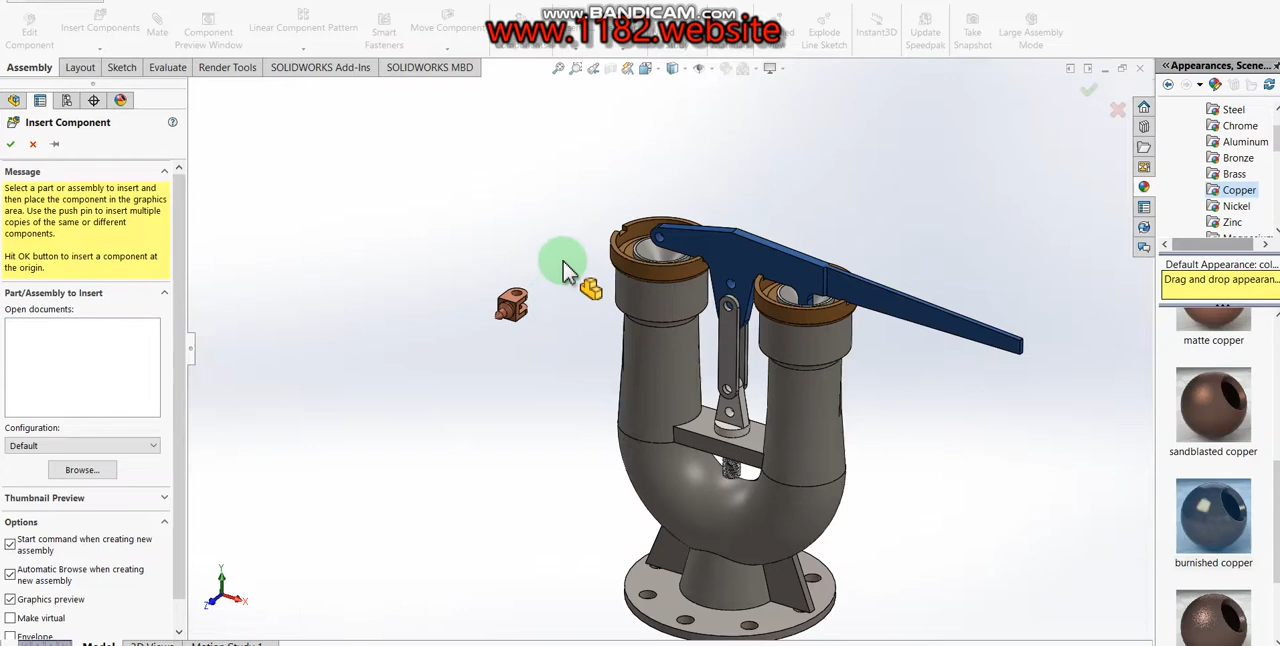 www.BANDICAM.com
www.1182.website
Edit Component
Insert Components
Mate
Component Preview Window
Linear Component Pattern
Smart Fasteners
Move Component
Explode Line Sketch
Instant3D
Update Speedpak
Take Snapshot
Large Assembly Mode
Assembly
Layout
Sketch
Evaluate
Render Tools
SOLIDWORKS Add-Ins
SOLIDWORKS MBD
Insert Component
Message
Select a part or assembly to insert and
then place the component in the graphics
area. Use the push pin to insert multiple
copies of the same or different
components.
Hit OK button to insert a component at
the origin.
Part/Assembly to Insert
Open documents:
Configuration:
Default
Browse...
Thumbnail Preview
Options
Start command when creating new
assembly
Automatic Browse when creating
new assembly
Graphics preview
Make virtual
Envelope
Model
3D Views
Motion Study 1
Y
X
Z
Appearances, Scene...
Steel
Chrome
Aluminum
Bronze
Brass
Copper
Nickel
Zinc
Default Appearance: col...
Drag and drop appearan...
matte copper
sandblasted copper
burnished copper